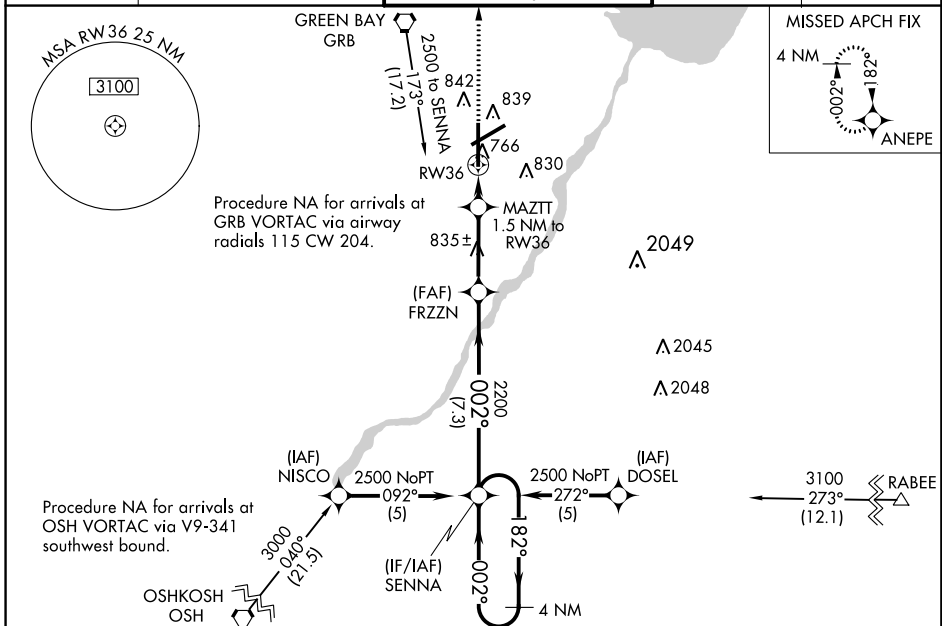 MSA RW36 25 NM
3100
GREEN BAY
GRB
2500 to SENNA
173°
(17.2)
842
839
766
RW36
830
MISSED APCH FIX
4 NM
002°
182°
ANEPE
Procedure NA for arrivals at
GRB VORTAC via airway
radials 115 CW 204.
MAZTT
1.5 NM to
RW36
835±
2049
(FAF)
FRZZN
2045
2048
2200
002°
(7.3)
(IAF)
NISCO
2500 NoPT
092°
(5)
2500 NoPT
272°
(5)
(IAF)
DOSEL
3100
273°
(12.1)
RABEE
Procedure NA for arrivals at
OSH VORTAC via V9-341
southwest bound.
3000
040°
(21.5)
(IF/IAF)
SENNA
002°
182°
4 NM
OSHKOSH
OSH